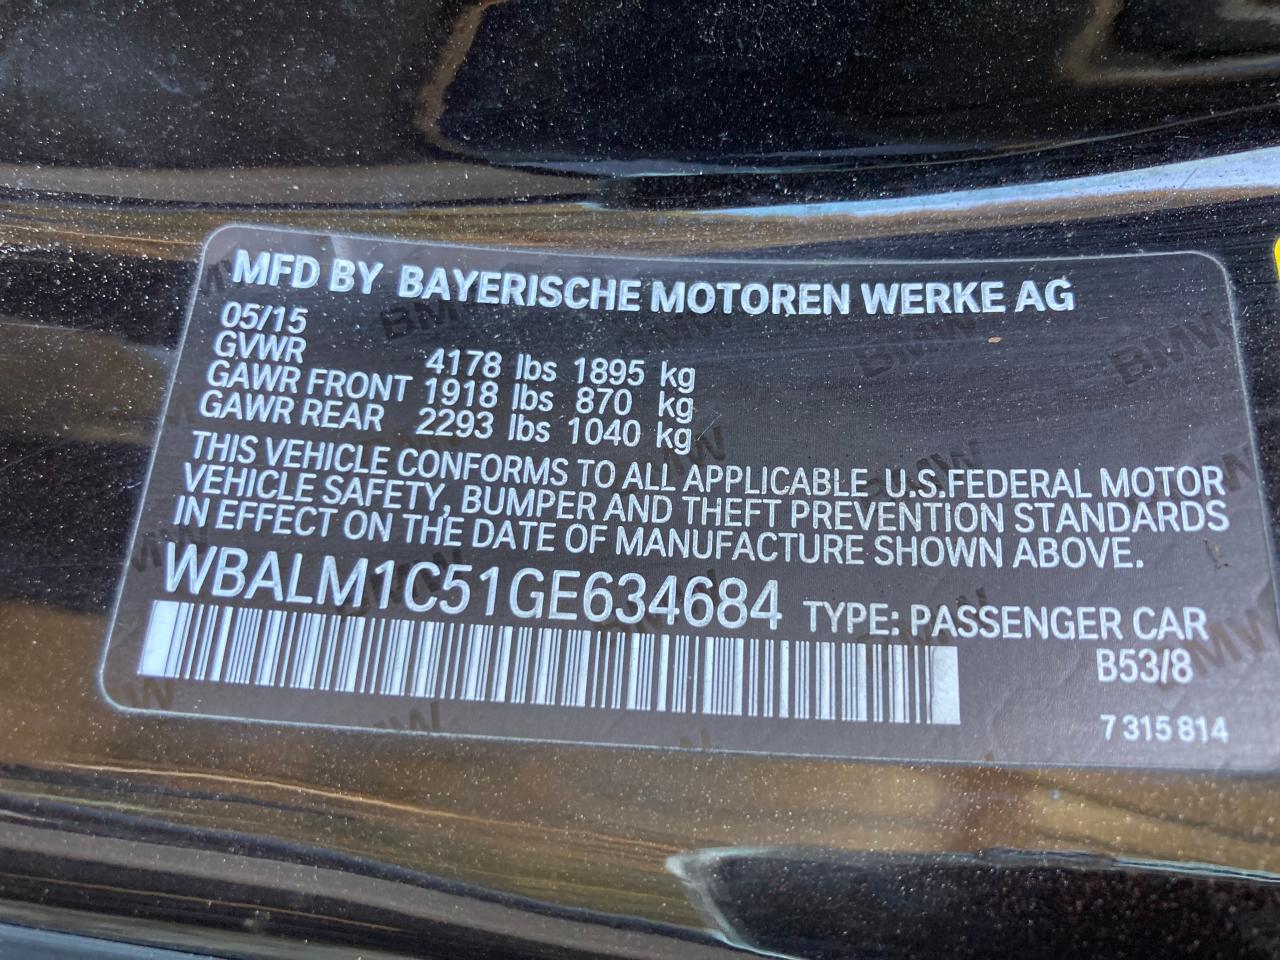 MFD BY BAYERISCHE MOTOREN WERKE AG
05/15
GVWR 4178 lbs 1895 kg
GAWR FRONT 1918 lbs 870 kg
GAWR REAR 2293 lbs 1040 kg
THIS VEHICLE CONFORMS TO ALL APPLICABLE U.S.FEDERAL MOTOR
VEHICLE SAFETY, BUMPER AND THEFT PREVENTION STANDARDS
IN EFFECT ON THE DATE OF MANUFACTURE SHOWN ABOVE.
WBALM1C51GE634684 TYPE: PASSENGER CAR
B53/8
7 315 814